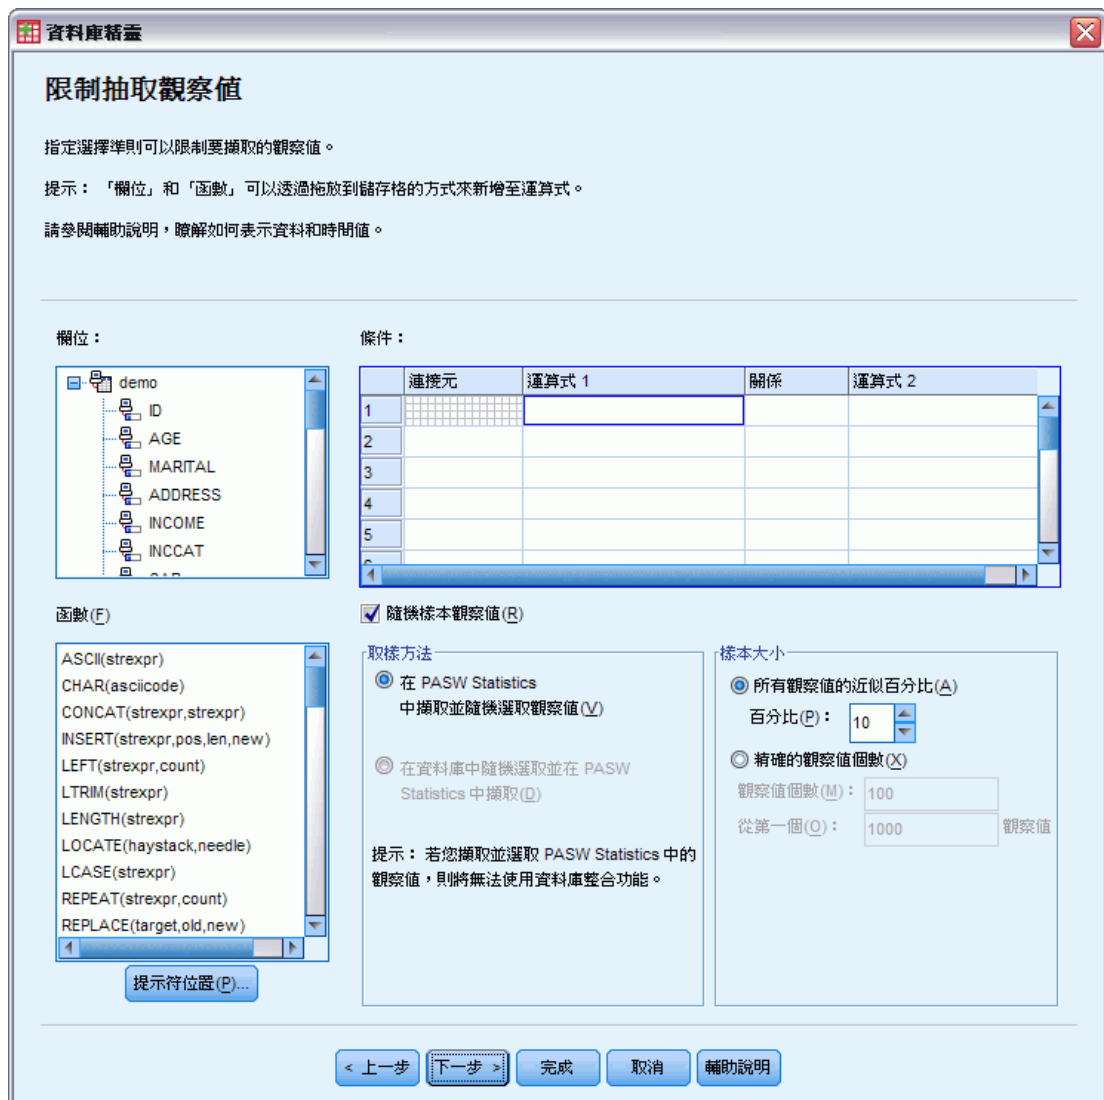 資料庫精靈
限制抽取觀察值
指定選擇準則可以限制要擷取的觀察值。
提示：「欄位」和「函數」可以透過拖放到儲存格的方式來新增至運算式。
請參閱輔助說明，瞭解如何表示資料和時間值。
欄位：
demo
ID
AGE
MARITAL
ADDRESS
INCOME
INCCAT
條件：
連接元 運算式 1 關係 運算式 2
1
2
3
4
5
函數(F)
ASCII(strexpr)
CHAR(asciicode)
CONCAT(strexpr,strexpr)
INSERT(strexpr,pos,len,new)
LEFT(strexpr,count)
LTRIM(strexpr)
LENGTH(strexpr)
LOCATE(haystack,needle)
LCASE(strexpr)
REPEAT(strexpr,count)
REPLACE(target,old,new)
提示符位置(P)...
隨機樣本觀察值(R)
取樣方法
在 PASW Statistics
中擷取並隨機選取觀察值(V)
在資料庫中隨機選取並在 PASW
Statistics 中擷取(D)
提示： 若您擷取並選取 PASW Statistics 中的
觀察值，則將無法使用資料庫整合功能。
樣本大小
所有觀察值的近似百分比(A)
百分比(P)： 10
精確的觀察值個數(X)
觀察值個數(M)： 100
從第一個(O)： 1000 觀察值
< 上一步 下一步 > 完成 取消 輔助說明